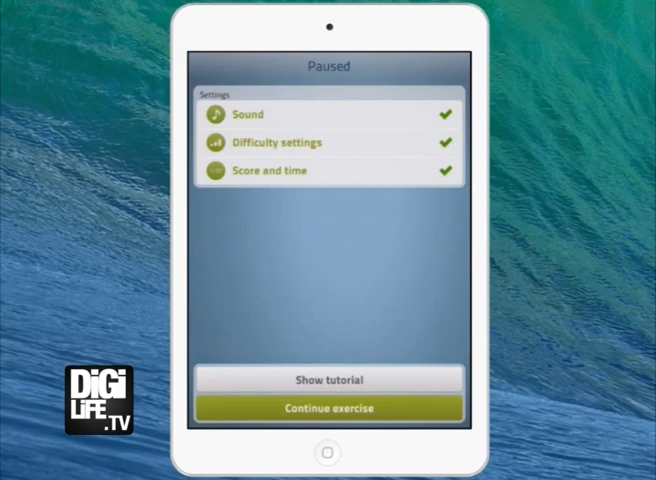 Paused
Settings
Sound
Difficulty settings
Score and time
Show tutorial
Continue exercise
DiGi
LiFE
.TV